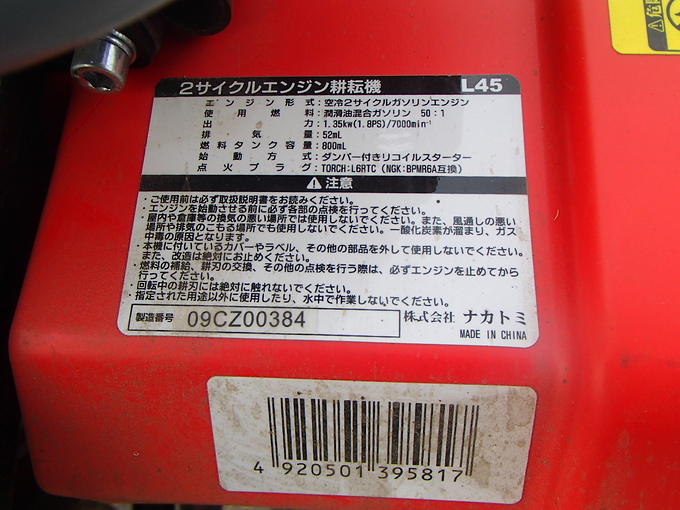 危
2サイクルエンジン耕耘機 L45
エンジン形式:空冷2サイクルガソリンエンジン
使用燃料:潤滑油混合ガソリン 50:1
出力:1.35kw(1.8PS)/7000min⁻¹
排気量:52mL
燃料タンク容量:800mL
始動方式:ダンパー付きリコイルスターター
点火プラグ:TORCH:L6RTC (NGK:BPMR6A互換)
注意
・ご使用前は必ず取扱説明書をお読みください。
・エンジンを始動させる前に必ず各部の点検を行ってください。
・屋内や倉庫等の換気の悪い場所では使用しないでください。また、風通しの悪い
場所や排気のこもる場所でも使用しないでください。一酸化炭素が溜まり、ガス
中毒の原因となります。
・本機に付いているカバーやラベル、その他の部品を外して使用しないでください。
また、改造は絶対にお止めください。
・燃料の補給、耕刃の交換、その他の点検を行う際は、必ずエンジンを止めてから
行ってください。
・回転中の耕刃には絶対に触れないでください。
・指定された用途以外に使用したり、水中で作業しないでください。
製造番号 09CZ00384 株式会社 ナカトミ
MADE IN CHINA
4 920501 395817